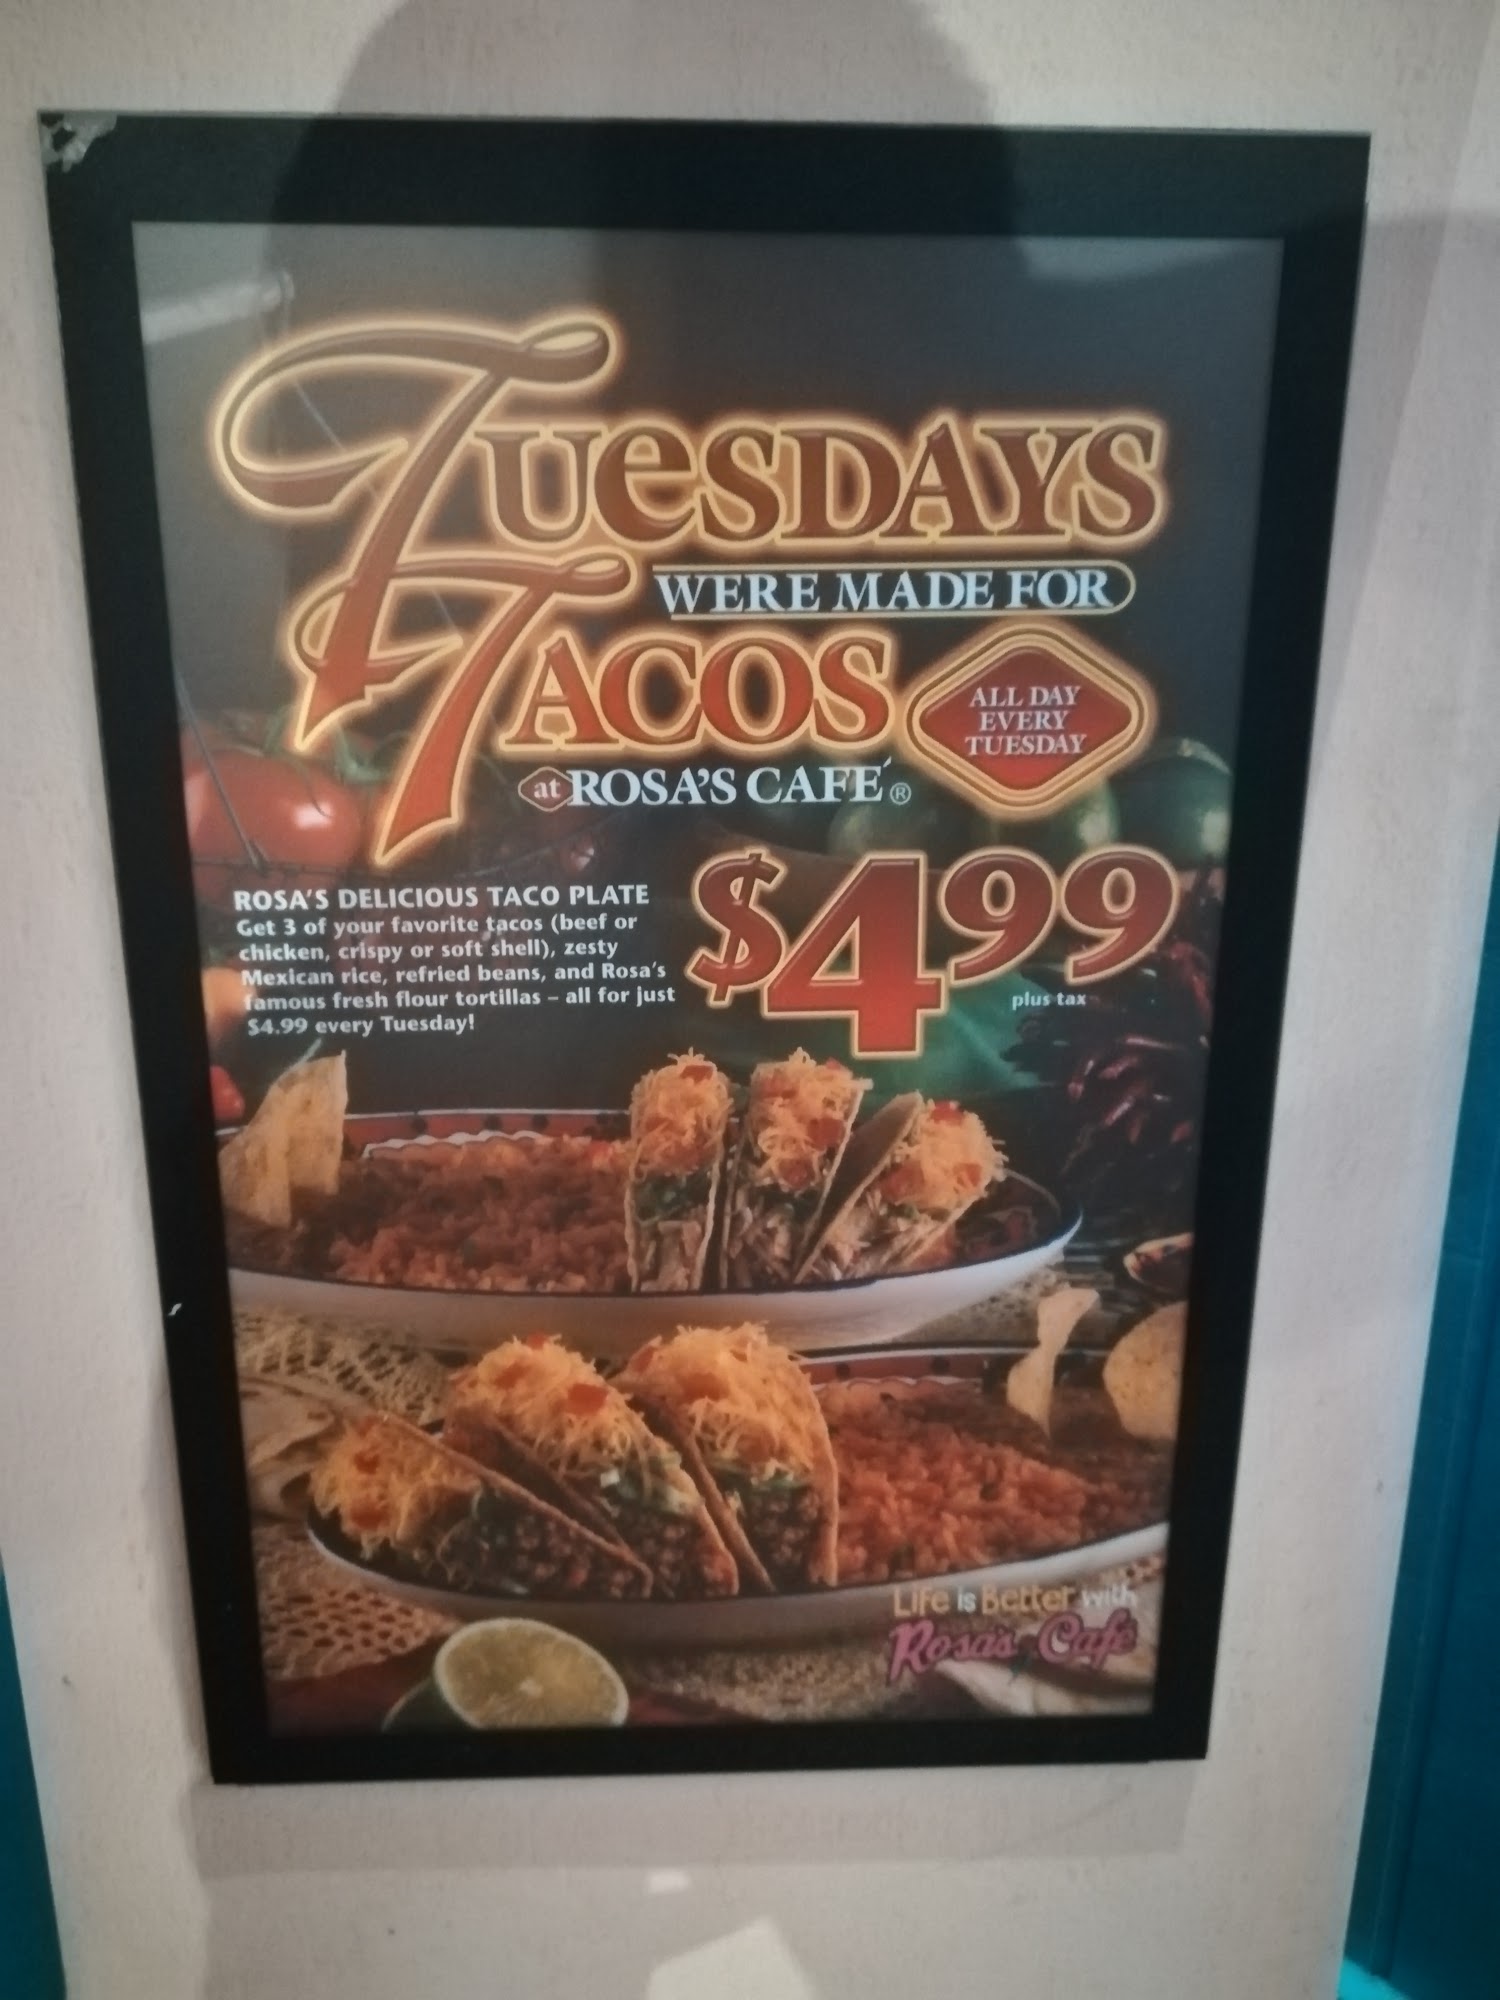 Tuesdays
WERE MADE FOR
Tacos
ALL DAY
EVERY
TUESDAY
at ROSA'S CAFÉ®
$4.99
plus tax
ROSA'S DELICIOUS TACO PLATE
Get 3 of your favorite tacos (beef or
chicken, crispy or soft shell), zesty
Mexican rice, refried beans, and Rosa's
famous fresh flour tortillas – all for just
$4.99 every Tuesday!
Life is Better with
Rosa's Café